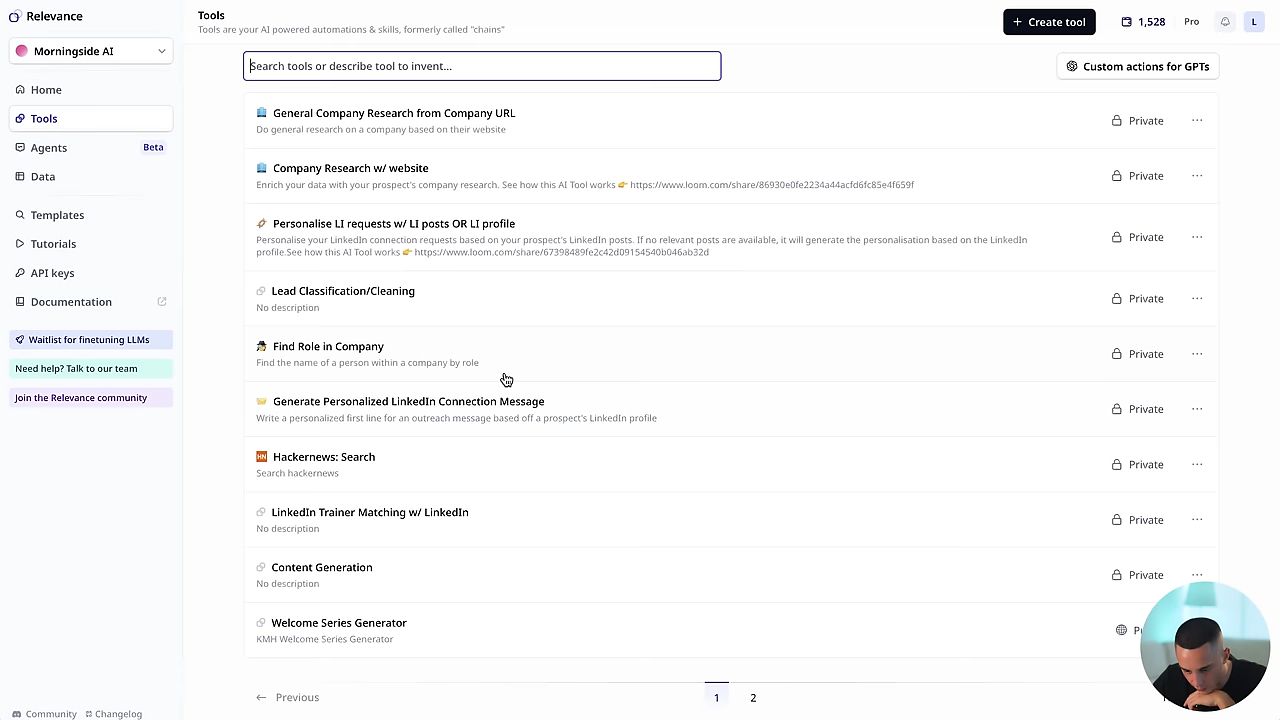 Relevance
Morningside AI
Home
Tools
Agents
Beta
Data
Templates
Tutorials
API keys
Documentation
Waitlist for finetuning LLMs
Need help? Talk to our team
Join the Relevance community
Community
Changelog
Tools
Tools are your AI powered automations & skills, formerly called "chains"
+ Create tool
1,528
Pro
L
Search tools or describe tool to invent...
Custom actions for GPTs
General Company Research from Company URL
Do general research on a company based on their website
Private
Company Research w/ website
Enrich your data with your prospect's company research. See how this AI Tool works 👉 https://www.loom.com/share/86930e0fe2234a44acfd6fc85e4f659f
Private
Personalise LI requests w/ LI posts OR LI profile
Personalise your LinkedIn connection requests based on your prospect's LinkedIn posts. If no relevant posts are available, it will generate the personalisation based on the LinkedIn
profile.See how this AI Tool works 👉 https://www.loom.com/share/67398489fe2c42d09154540b046ab32d
Private
Lead Classification/Cleaning
No description
Private
Find Role in Company
Find the name of a person within a company by role
Private
Generate Personalized LinkedIn Connection Message
Write a personalized first line for an outreach message based off a prospect's LinkedIn profile
Private
HN Hackernews: Search
Search hackernews
Private
LinkedIn Trainer Matching w/ LinkedIn
No description
Private
Content Generation
No description
Private
Welcome Series Generator
KMH Welcome Series Generator
← Previous
1
2